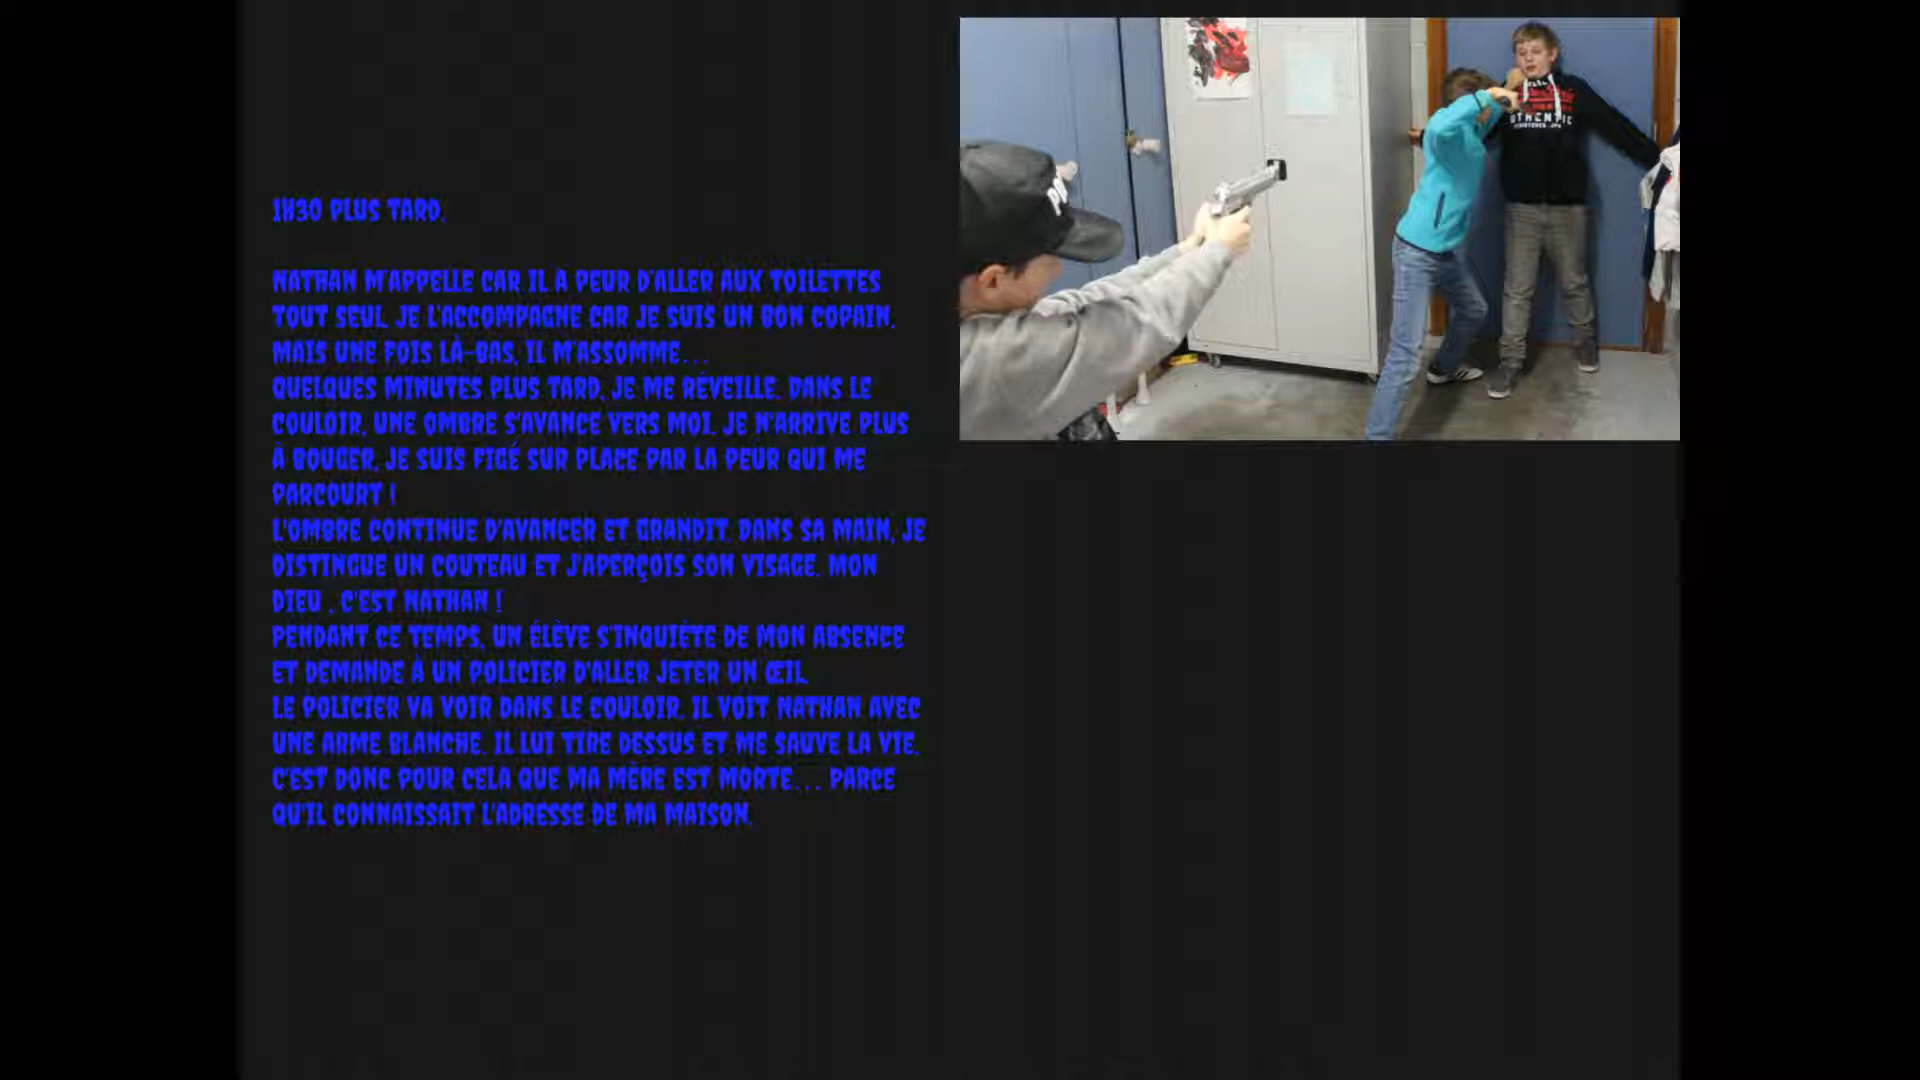 1H30 PLUS TARD.
NATHAN M'APPELLE CAR IL A PEUR D'ALLER AUX TOILETTES
TOUT SEUL. JE L'ACCOMPAGNE CAR JE SUIS UN BON COPAIN.
MAIS UNE FOIS LÀ-BAS, IL M'ASSOMME...
QUELQUES MINUTES PLUS TARD, JE ME RÉVEILLE. DANS LE
COULOIR, UNE OMBRE S'AVANCE VERS MOI. JE N'ARRIVE PLUS
À BOUGER, JE SUIS FIGÉ SUR PLACE PAR LA PEUR QUI ME
PARCOURT !
L'OMBRE CONTINUE D'AVANCER ET GRANDIT. DANS SA MAIN, JE
DISTINGUE UN COUTEAU ET J'APERÇOIS SON VISAGE. MON
DIEU , C'EST NATHAN !
PENDANT CE TEMPS, UN ÉLÈVE S'INQUIÈTE DE MON ABSENCE
ET DEMANDE À UN POLICIER D'ALLER JETER UN ŒIL.
LE POLICIER VA VOIR DANS LE COULOIR. IL VOIT NATHAN AVEC
UNE ARME BLANCHE. IL LUI TIRE DESSUS ET ME SAUVE LA VIE.
C'EST DONC POUR CELA QUE MA MÈRE EST MORTE... PARCE
QU'IL CONNAISSAIT L'ADRESSE DE MA MAISON.